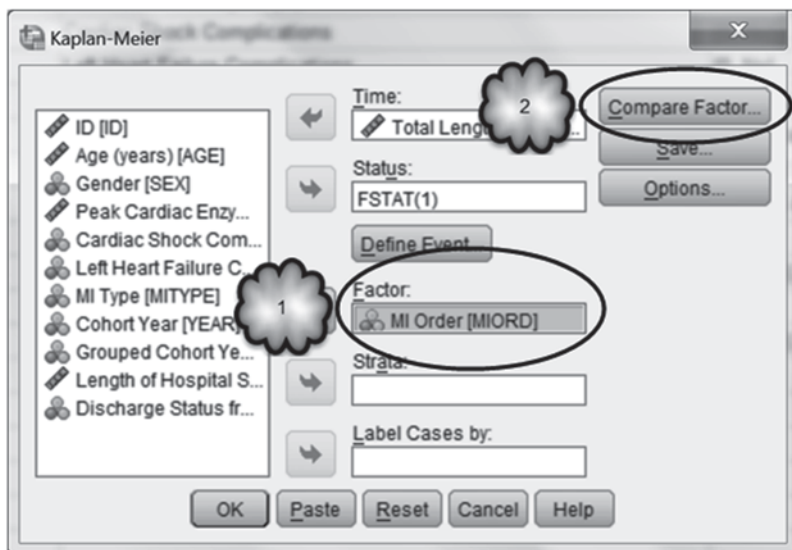 Kaplan-Meier
ID [ID]
Age (years) [AGE]
Gender [SEX]
Peak Cardiac Enzy...
Cardiac Shock Com...
Left Heart Failure C...
MI Type [MITYPE]
Cohort Year [YEAR]
Grouped Cohort Ye...
Length of Hospital S...
Discharge Status fr...
1
Time:
Total Leng
2
Status:
FSTAT(1)
Define Event...
Factor:
MI Order [MIORD]
Strata:
Label Cases by:
Compare Factor...
Save...
Options...
OK
Paste
Reset
Cancel
Help